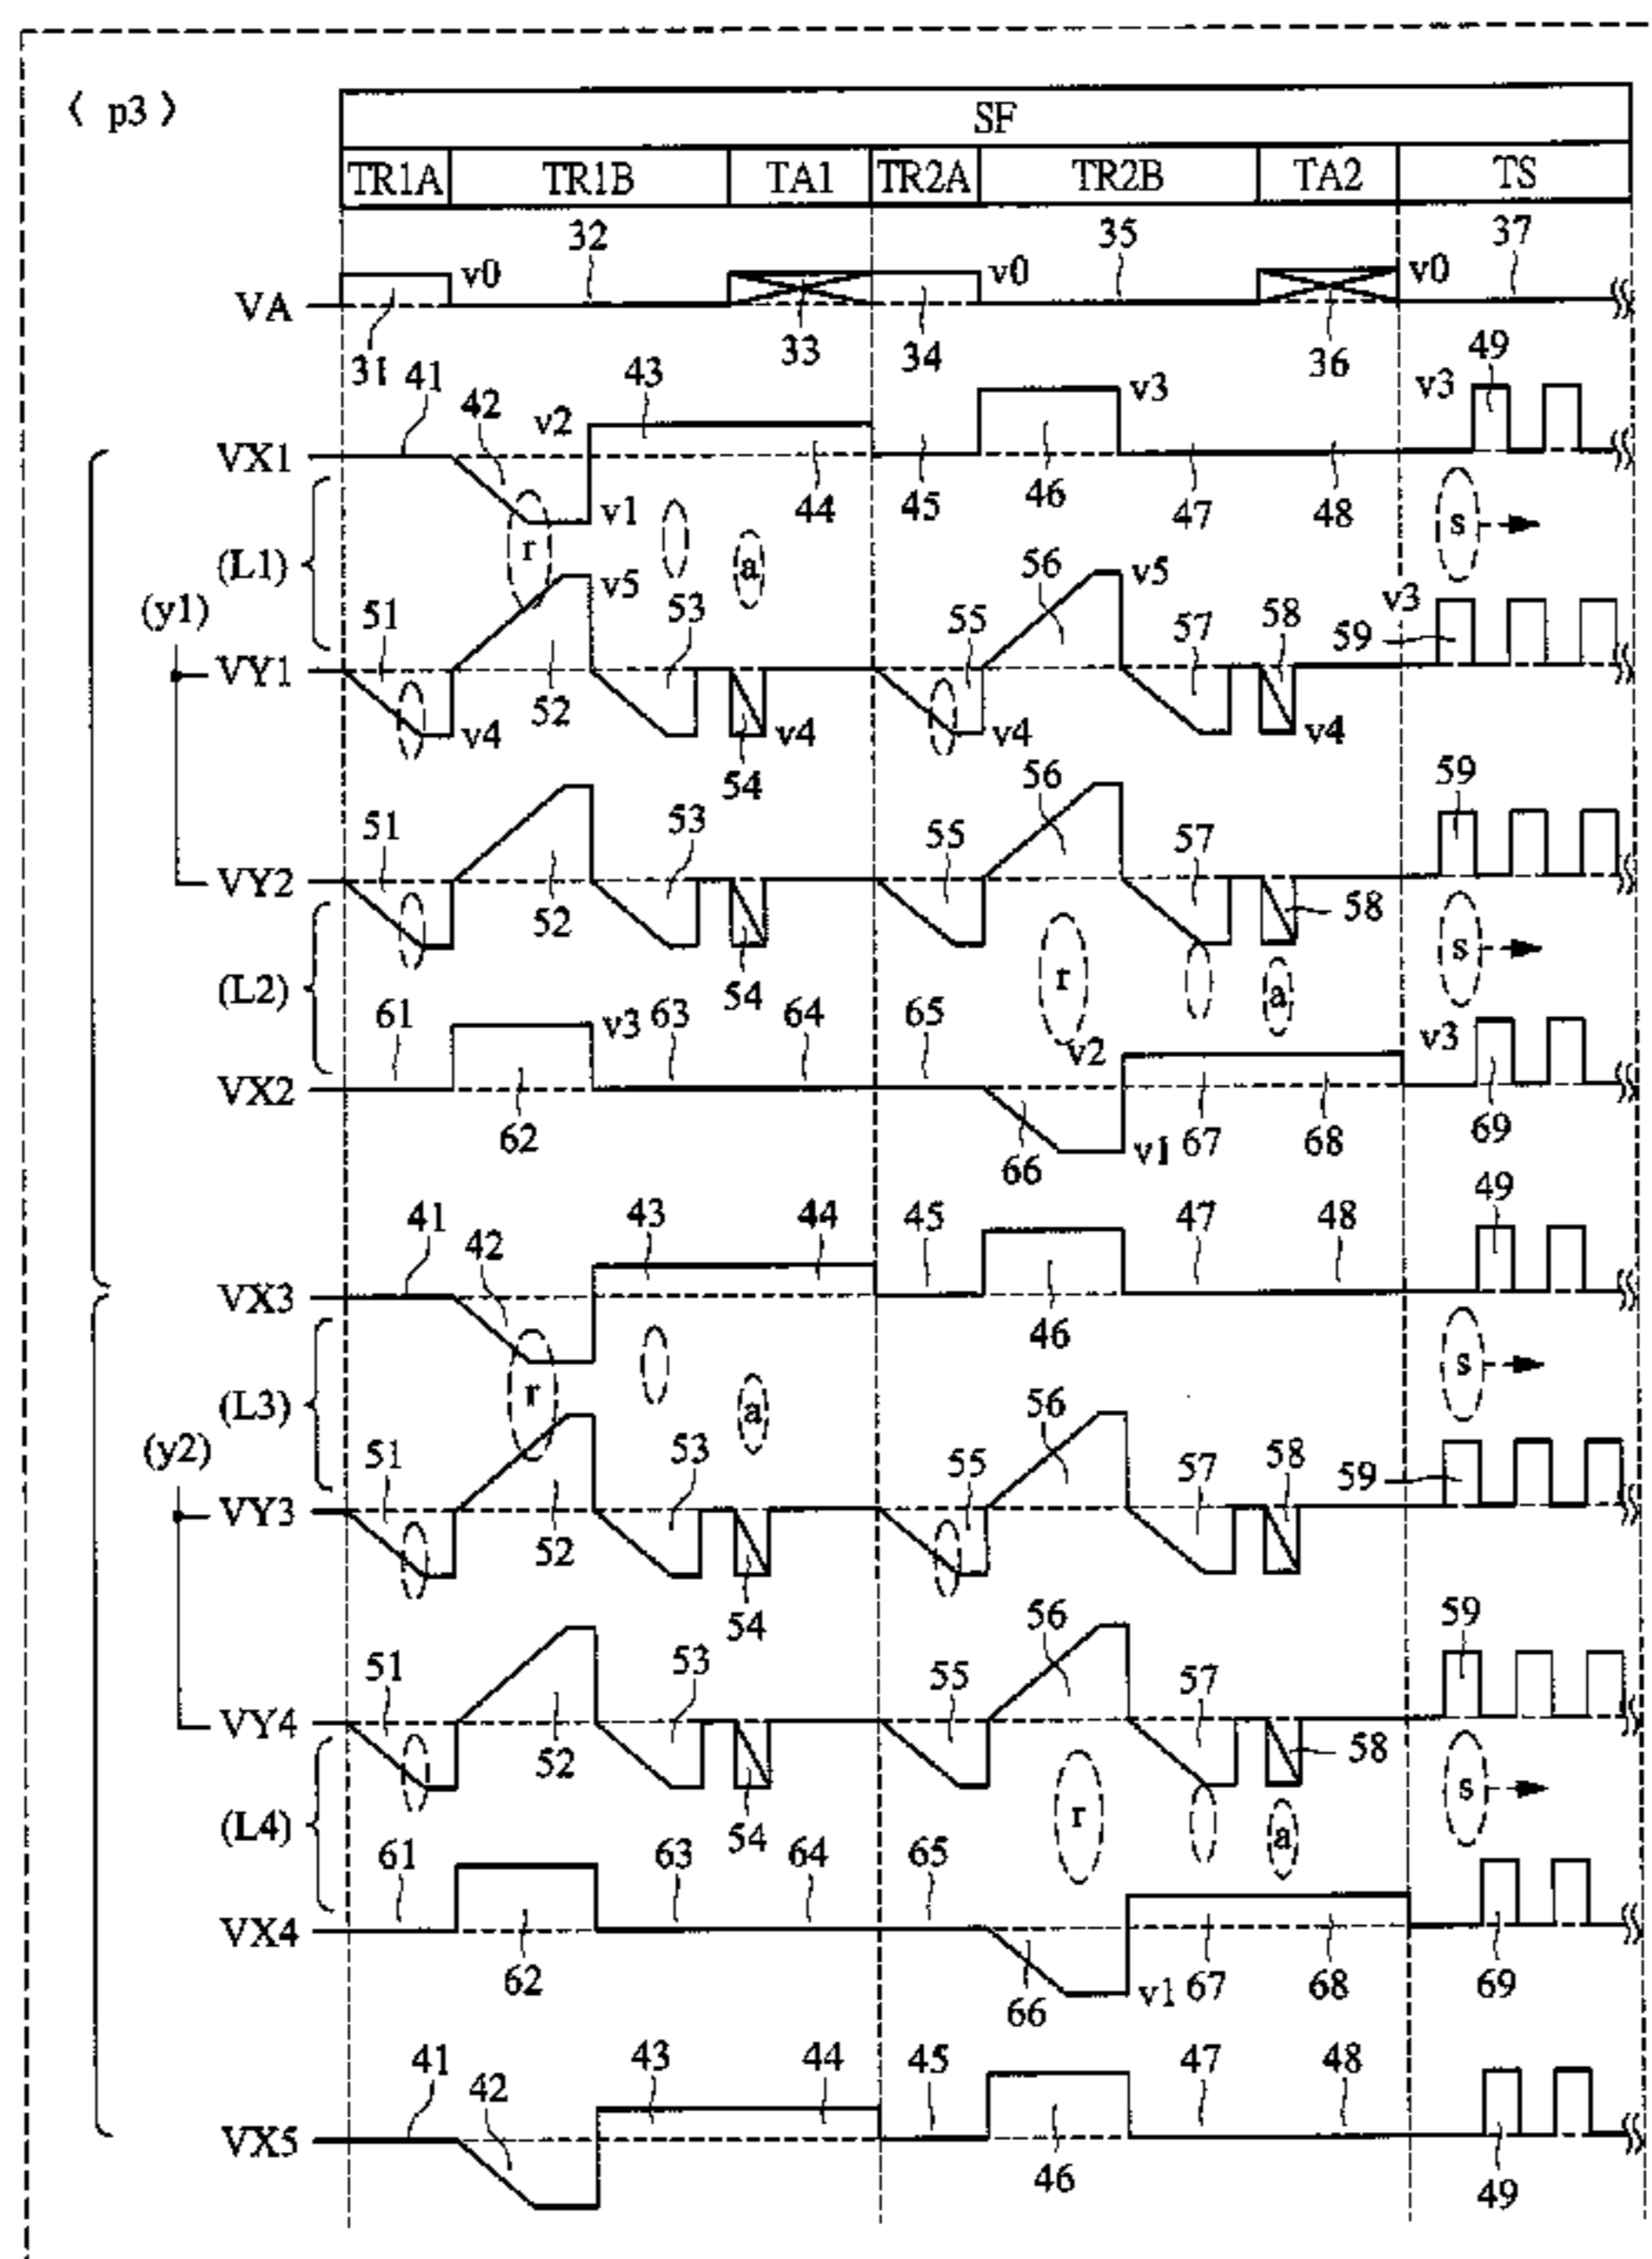 〈 p3 〉
SF
TR1A TR1B TA1 TR2A TR2B TA2 TS
32 35 37
VA v0 v0 v0
31 33 34 36
41 42 43 v2 v3 v3 49
VX1
v1 44 45 46 47 48
(L1) r a s
(y1) 51 v5 53 55 56 v5 57 58 v3 59
VY1
v4 52 v4 v4 v4
54
51 53 55 56 57 59
VY2
52 58
(L2) 54 r a s
61 v3 63 64 65 v2 v3
VX2
62 66 v1 67 68 69
41 42 43 44 45 47 48 49
VX3
46
(L3) r a s
(y2) 51 53 55 56 57 58 59
VY3
52
54
51 53 55 56 57 59
VY4
52 58
(L4) 54 r a s
61 63 64 65
VX4
62 66 v1 67 68 69
41 42 43 44 45 47 48
VX5
46 49